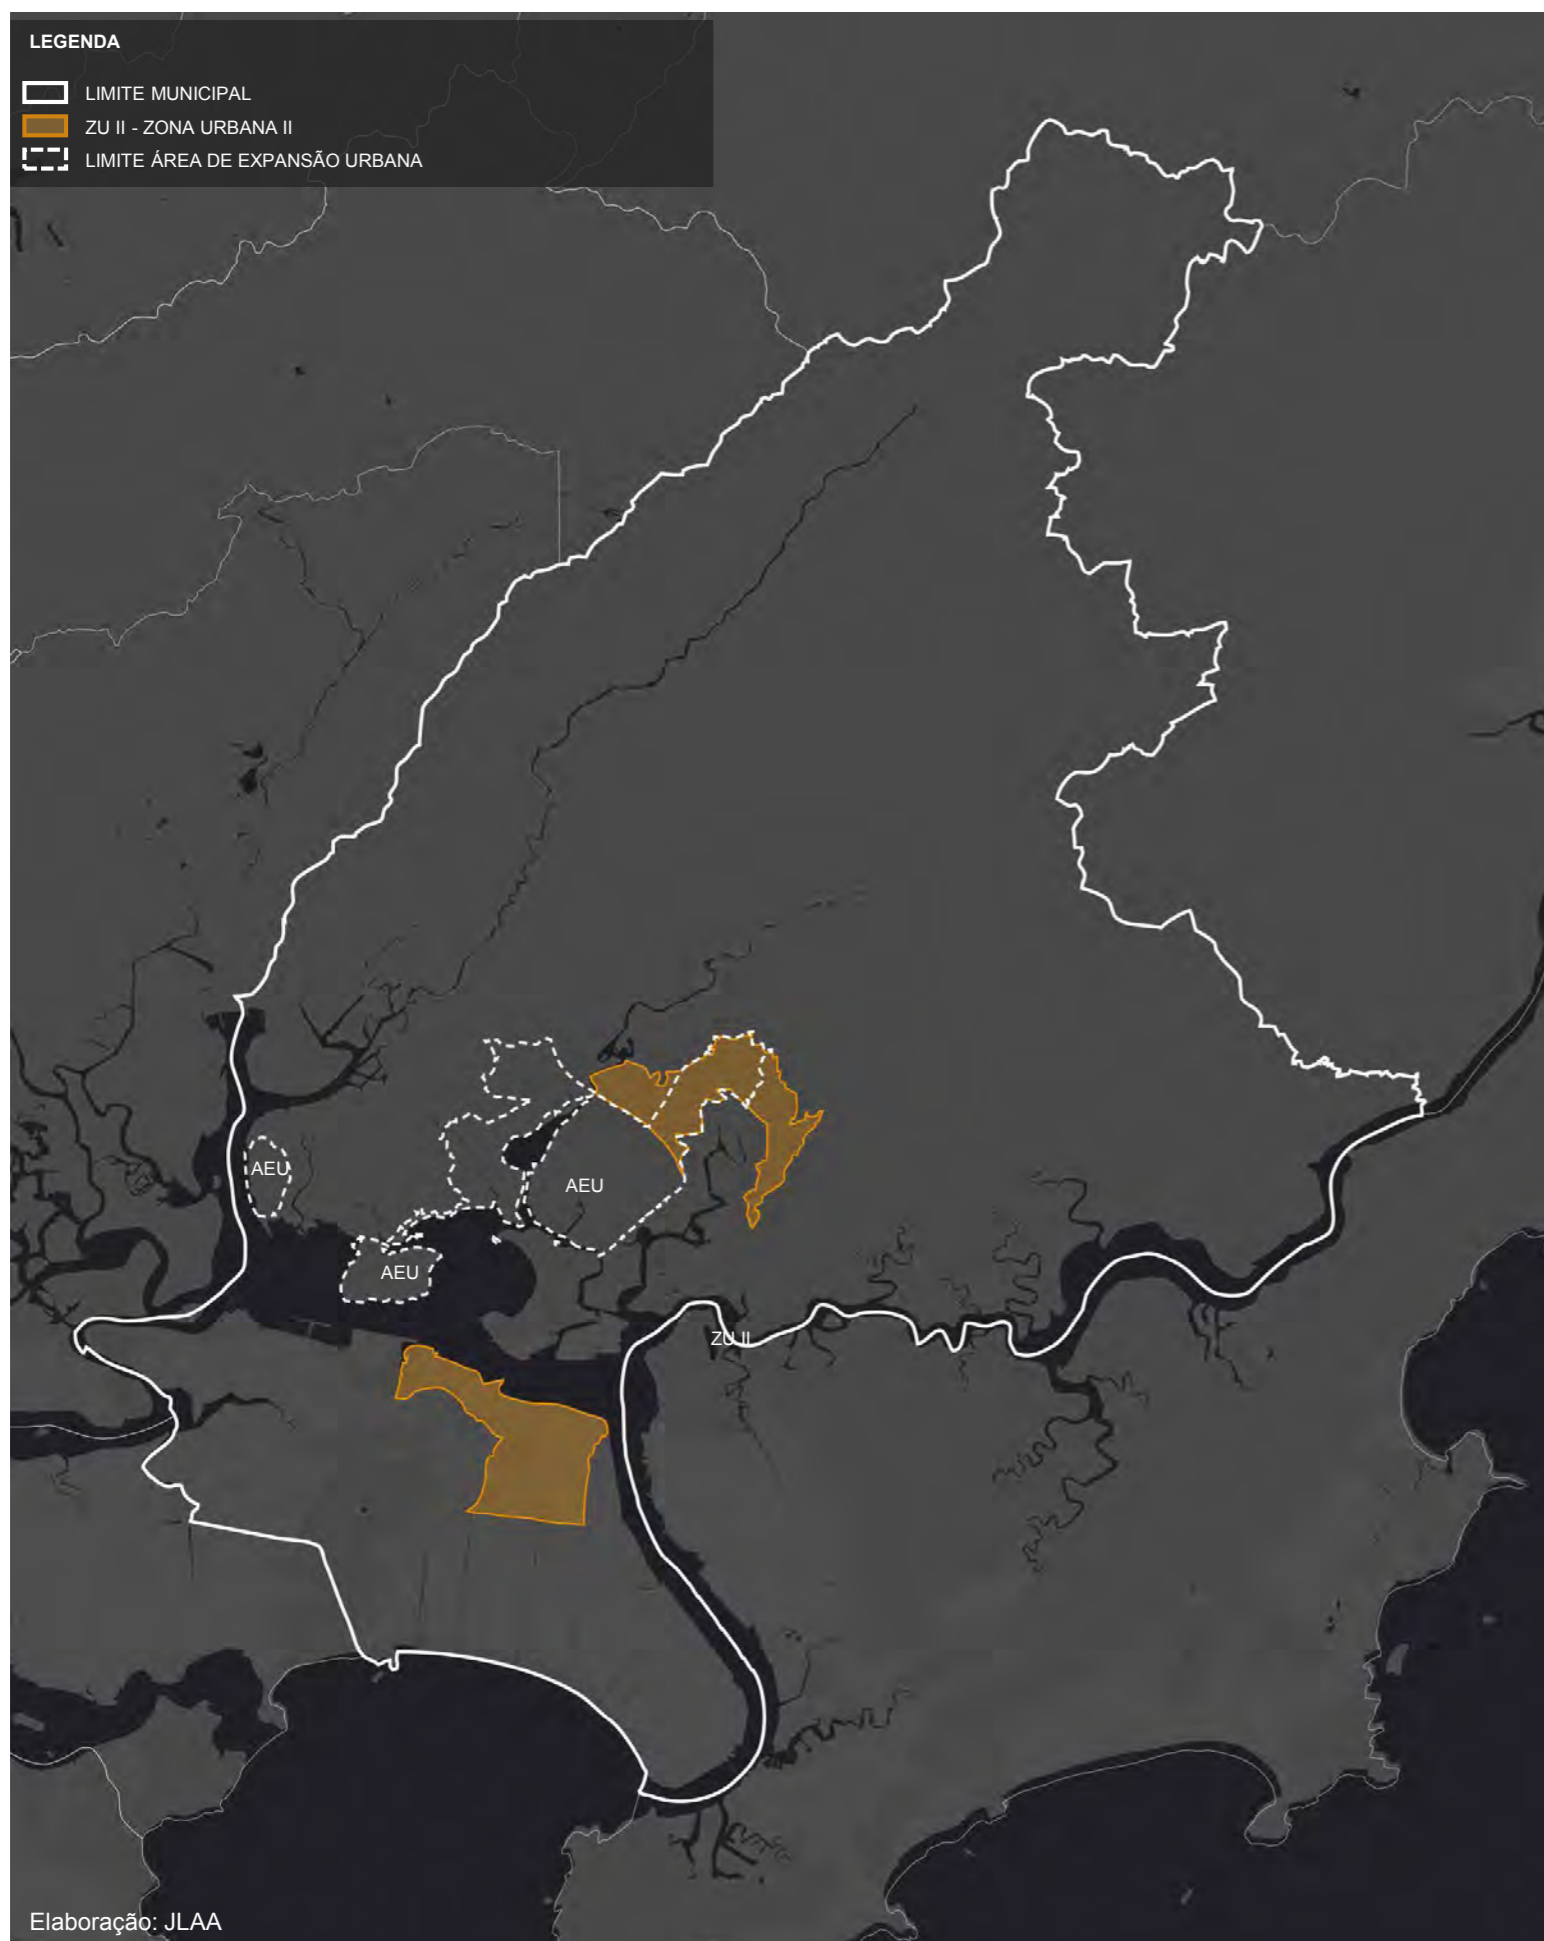 LEGENDA
LIMITE MUNICIPAL
ZU II - ZONA URBANA II
LIMITE ÁREA DE EXPANSÃO URBANA
AEU
AEU
AEU
ZU II
Elaboração: JLAA